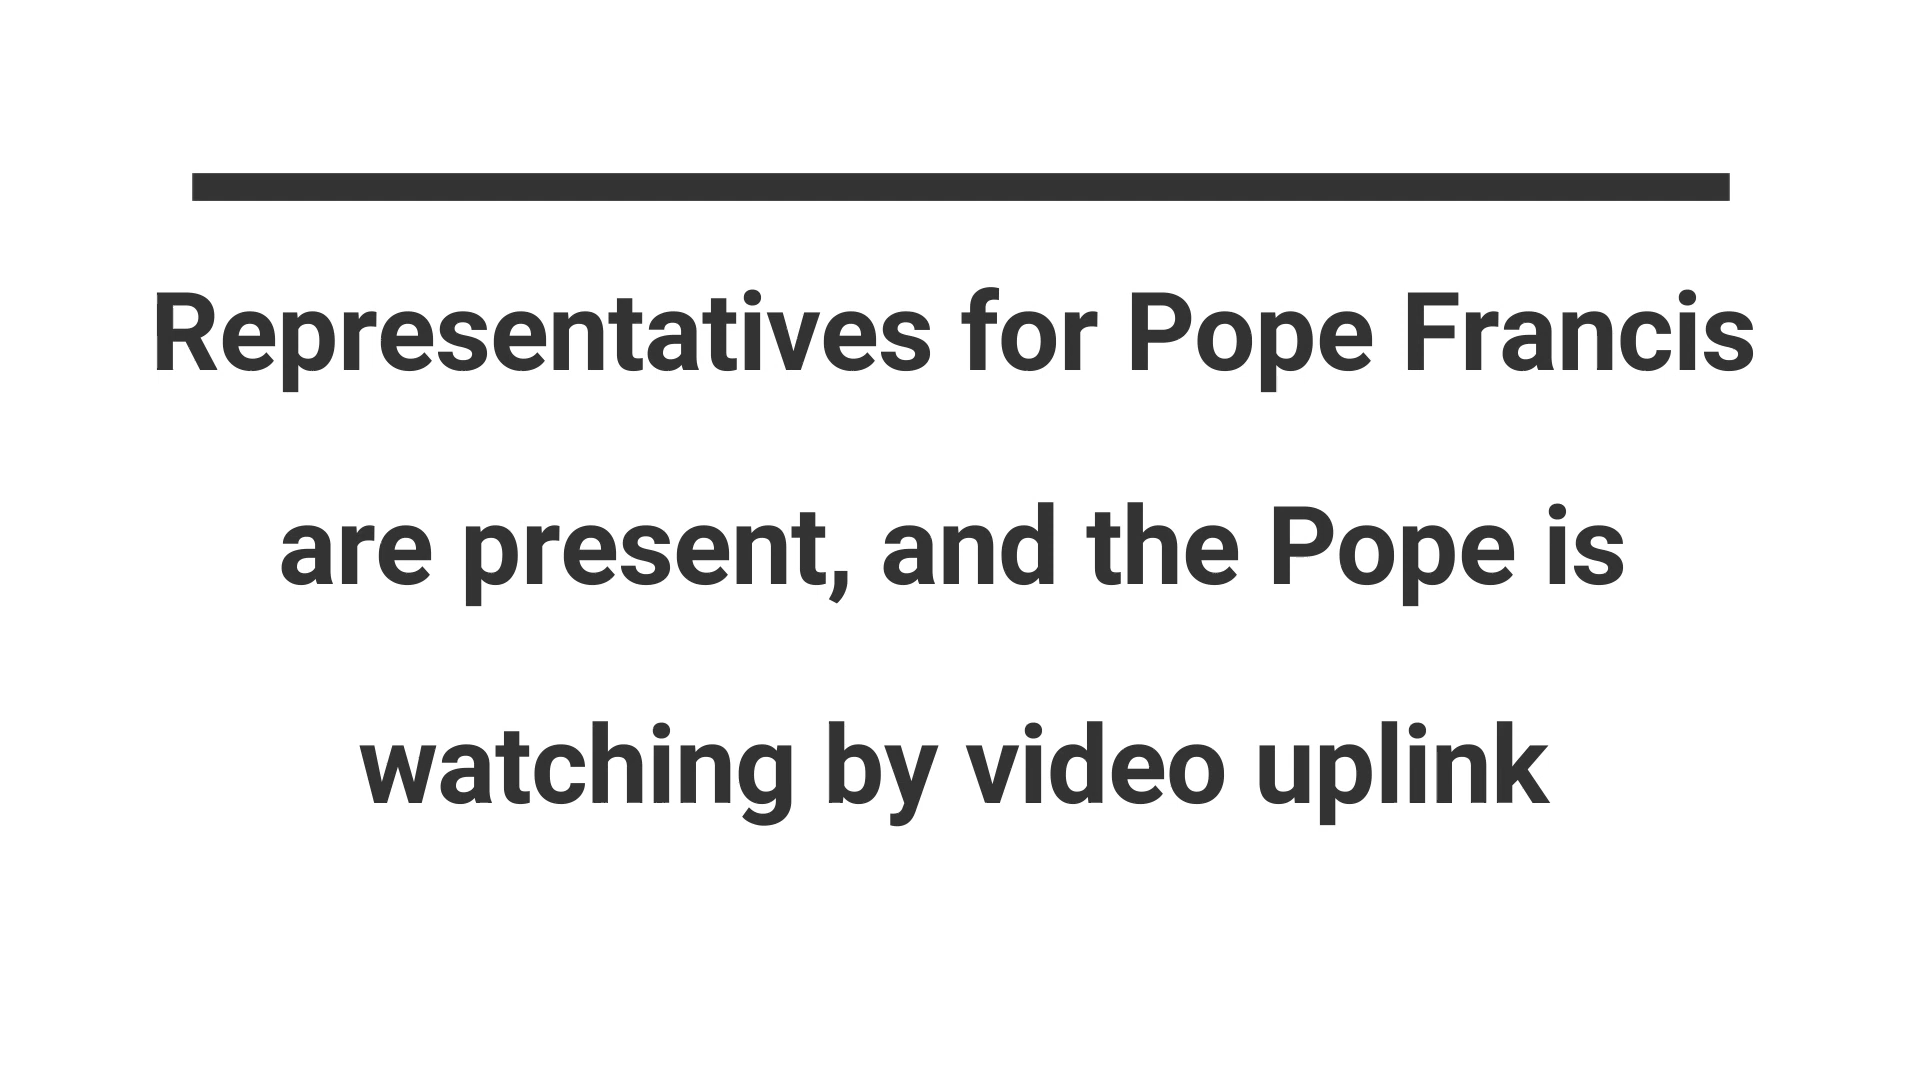 Representatives for Pope Francis
are present, and the Pope is
watching by video uplink